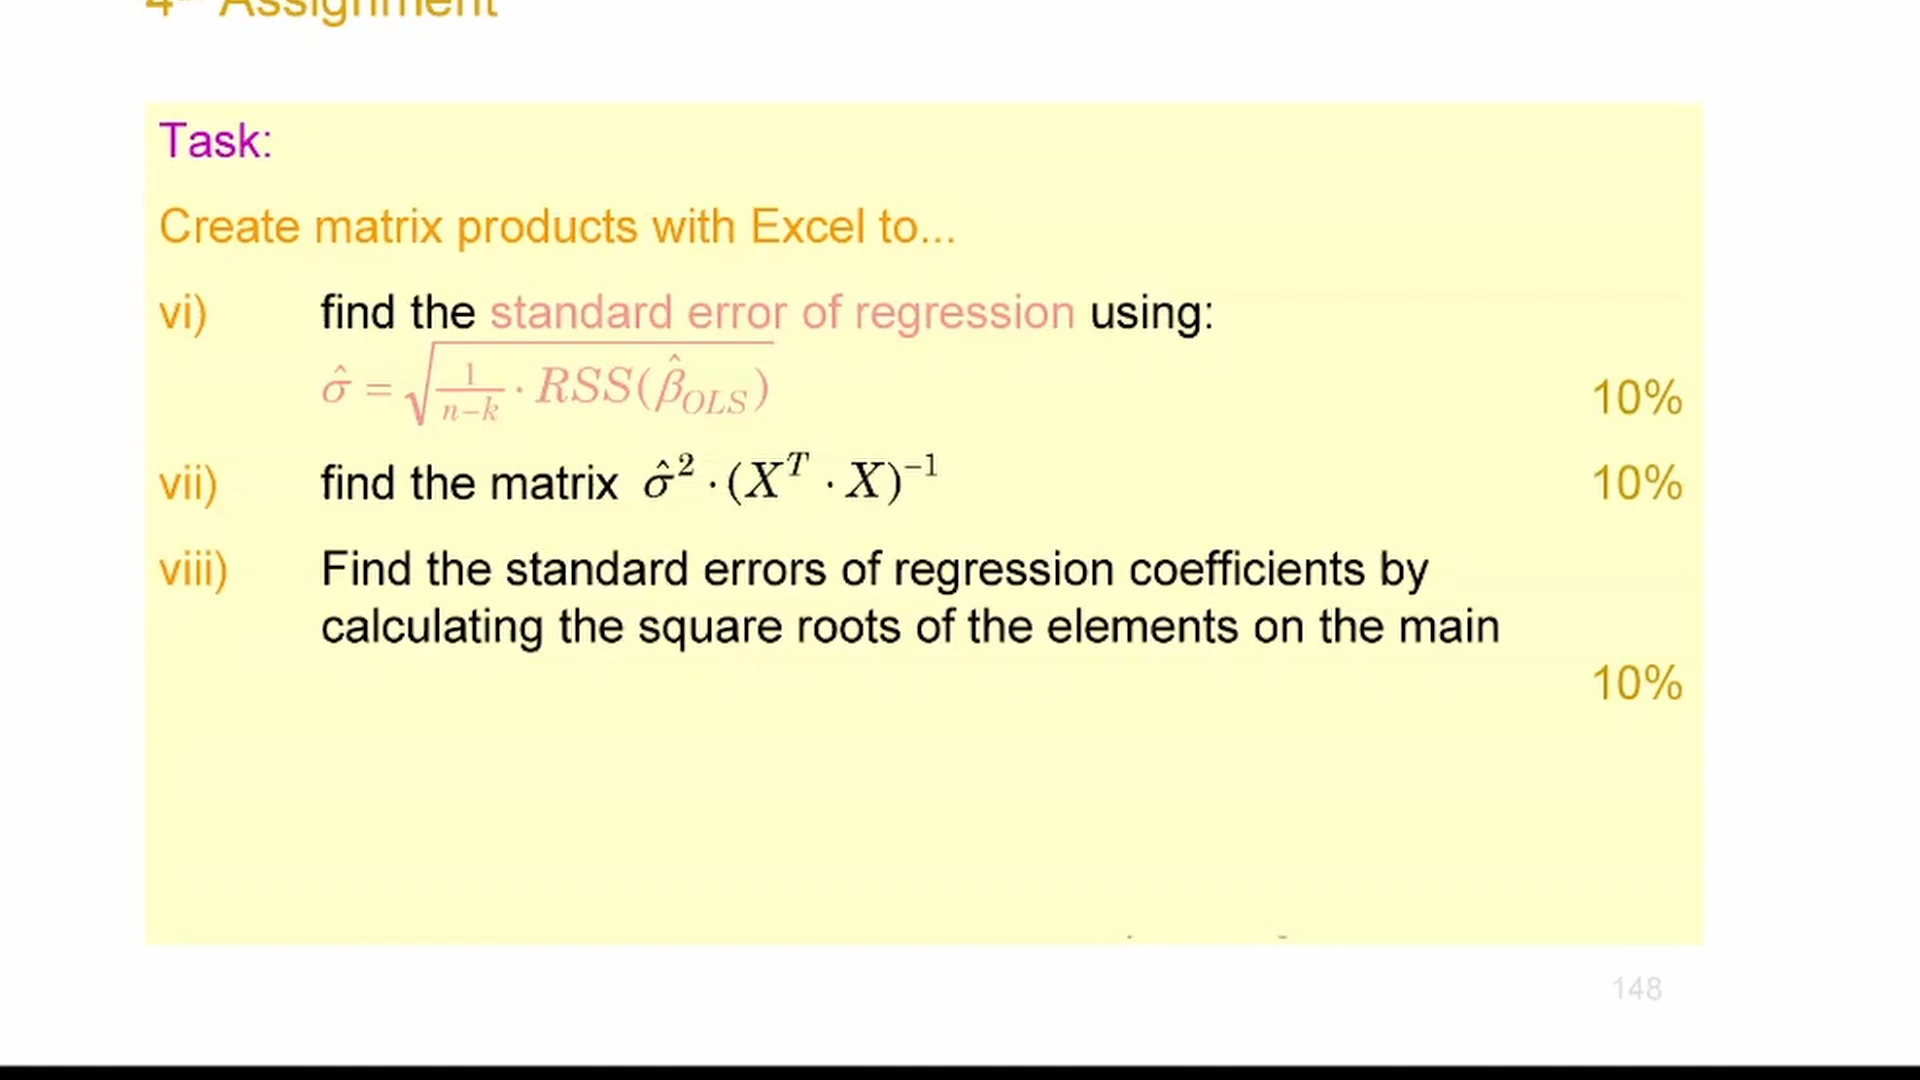 4th Assignment
Task:
Create matrix products with Excel to...
vi) find the standard error of regression using:
σ̂ = √(1/(n−k) · RSS(β̂_OLS)) 10%
vii) find the matrix σ̂² · (X^T · X)^−1 10%
viii) Find the standard errors of regression coefficients by
calculating the square roots of the elements on the main
10%
148